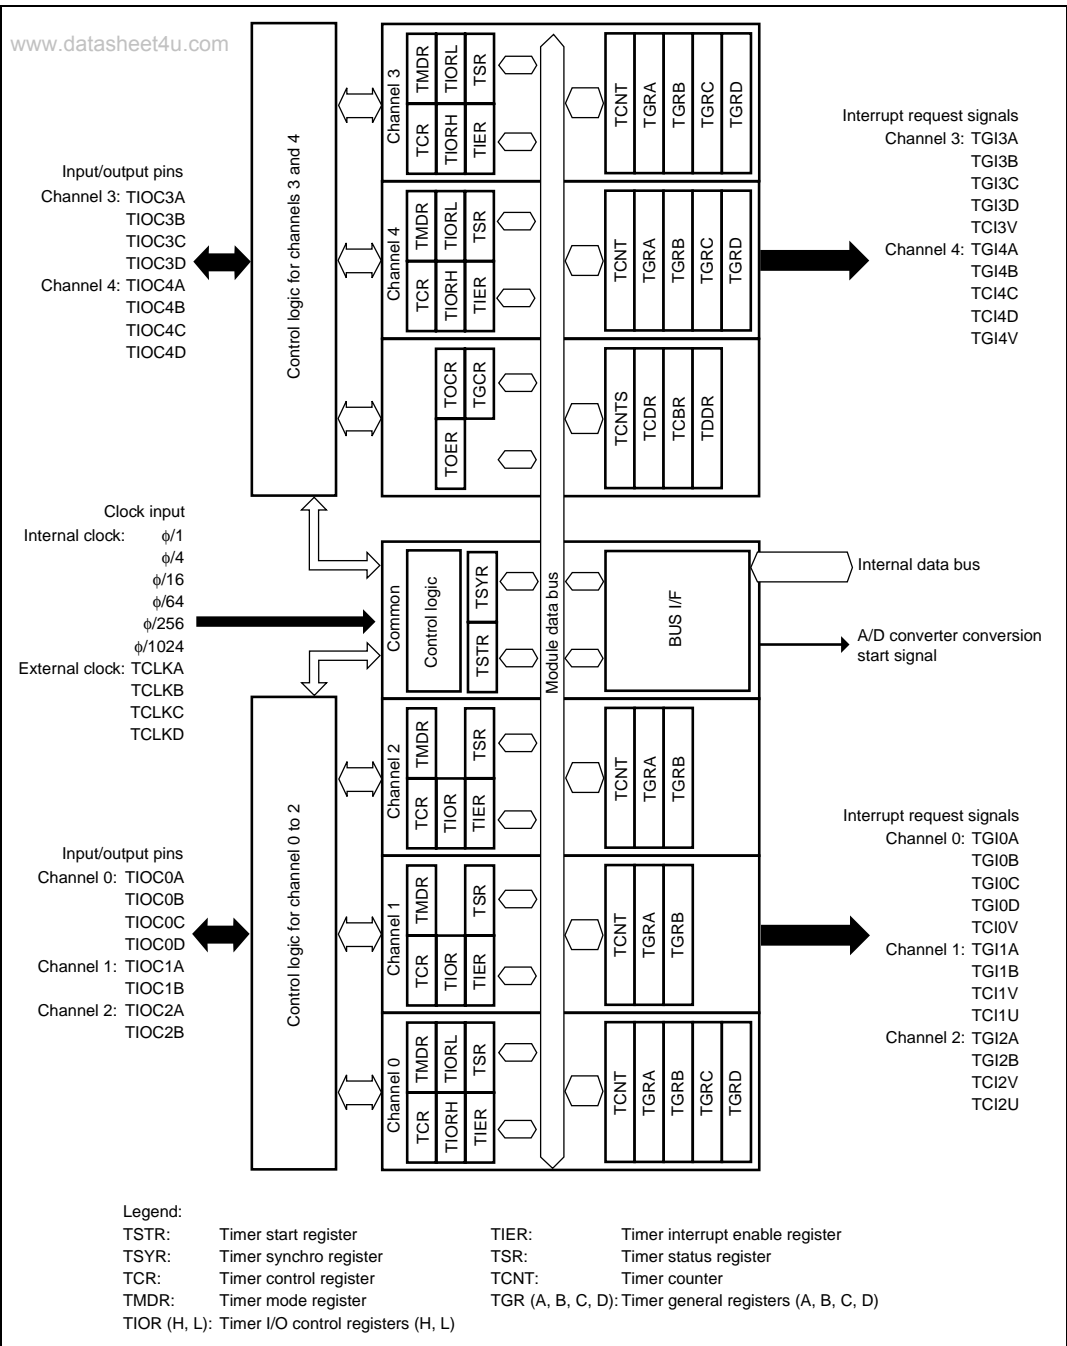 www.datasheet4u.com
Input/output pins
Channel 3: TIOC3A
TIOC3B
TIOC3C
TIOC3D
Channel 4: TIOC4A
TIOC4B
TIOC4C
TIOC4D
Control logic for channels 3 and 4
Channel 3
TMDR
TIORL
TSR
TCR
TIORH
TIER
TCNT
TGRA
TGRB
TGRC
TGRD
Channel 4
TMDR
TIORL
TSR
TCR
TIORH
TIER
TCNT
TGRA
TGRB
TGRC
TGRD
TOCR
TGCR
TOER
TCNTS
TCDR
TCBR
TDDR
Interrupt request signals
Channel 3: TGI3A
TGI3B
TGI3C
TGI3D
TCI3V
Channel 4: TGI4A
TGI4B
TCI4C
TCI4D
TGI4V
Clock input
Internal clock: ϕ/1
ϕ/4
ϕ/16
ϕ/64
ϕ/256
ϕ/1024
External clock: TCLKA
TCLKB
TCLKC
TCLKD
Common
Control logic
TSYR
TSTR
Module data bus
BUS I/F
Internal data bus
A/D converter conversion
start signal
Input/output pins
Channel 0: TIOC0A
TIOC0B
TIOC0C
TIOC0D
Channel 1: TIOC1A
TIOC1B
Channel 2: TIOC2A
TIOC2B
Control logic for channel 0 to 2
Channel 2
TMDR
TSR
TCR
TIOR
TIER
TCNT
TGRA
TGRB
Channel 1
TMDR
TSR
TCR
TIOR
TIER
TCNT
TGRA
TGRB
Channel 0
TMDR
TIORL
TSR
TCR
TIORH
TIER
TCNT
TGRA
TGRB
TGRC
TGRD
Interrupt request signals
Channel 0: TGI0A
TGI0B
TGI0C
TGI0D
TCI0V
Channel 1: TGI1A
TGI1B
TCI1V
TCI1U
Channel 2: TGI2A
TGI2B
TCI2V
TCI2U
Legend:
TSTR: Timer start register
TSYR: Timer synchro register
TCR: Timer control register
TMDR: Timer mode register
TIOR (H, L): Timer I/O control registers (H, L)
TIER: Timer interrupt enable register
TSR: Timer status register
TCNT: Timer counter
TGR (A, B, C, D): Timer general registers (A, B, C, D)